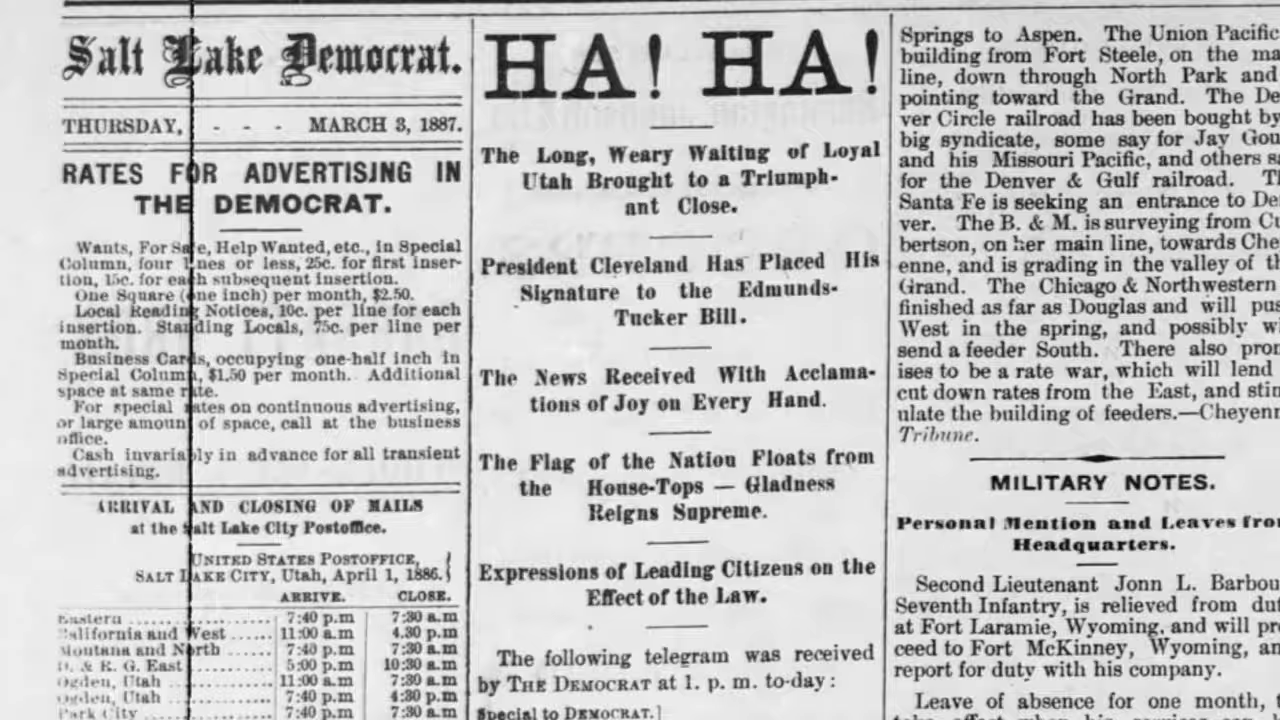 Salt Lake Democrat.
THURSDAY, - - - MARCH 3, 1887.
RATES FOR ADVERTISING IN
THE DEMOCRAT.
Wants, For Sale, Help Wanted, etc., in Special
Column, four lines or less, 25c. for first inser-
tion, 15c. for each subsequent insertion.
One Square (one inch) per month, $2.50.
Local Reading Notices, 10c. per line for each
insertion. Standing Locals, 75c. per line per
month.
Business Cards, occupying one-half inch in
Special Column, $1.50 per month. Additional
space at same rate.
For special rates on continuous advertising,
or large amount of space, call at the business
office.
Cash invariably in advance for all transient
advertising.
ARRIVAL AND CLOSING OF MAILS
at the Salt Lake City Postoffice.
UNITED STATES POSTOFFICE,
SALT LAKE CITY, Utah, April 1, 1886.
ARRIVE. CLOSE.
Eastern 7:40 p.m 7:30 a.m
California and West 11:00 a.m 4.30 p.m
Montana and North 7:40 p.m 7:30 a.m
D. & R. G. East 5:00 p.m 10:30 a.m
Ogden, Utah 11:00 a.m 7:30 a.m
Ogden, Utah 7:40 p.m 4:30 p.m
Park City 7:40 p.m 7:30 a.m
HA! HA!
The Long, Weary Waiting of Loyal
Utah Brought to a Triumph-
ant Close.
President Cleveland Has Placed His
Signature to the Edmunds-
Tucker Bill.
The News Received With Acclama-
tions of Joy on Every Hand.
The Flag of the Nation Floats from
the House-Tops — Gladness
Reigns Supreme.
Expressions of Leading Citizens on the
Effect of the Law.
The following telegram was received
by THE DEMOCRAT at 1. p. m. to-day:
Special to DEMOCRAT.]
Springs to Aspen. The Union Pacific
building from Fort Steele, on the ma
line, down through North Park and
pointing toward the Grand. The De
ver Circle railroad has been bought by
big syndicate, some say for Jay Gou
and his Missouri Pacific, and others sa
for the Denver & Gulf railroad. Th
Santa Fe is seeking an entrance to De
ver. The B. & M. is surveying from Cu
bertson, on her main line, towards Che
enne, and is grading in the valley of th
Grand. The Chicago & Northwestern
finished as far as Douglas and will pus
West in the spring, and possibly wi
send a feeder South. There also pro
ises to be a rate war, which will lend
cut down rates from the East, and stim
ulate the building of feeders.—Cheyenn
Tribune.
MILITARY NOTES.
Personal Mention and Leaves from
Headquarters.
Second Lieutenant Jonn L. Barbou
Seventh Infantry, is relieved from du
at Fort Laramie, Wyoming, and will pro
ceed to Fort McKinney, Wyoming, an
report for duty with his company.
Leave of absence for one month,